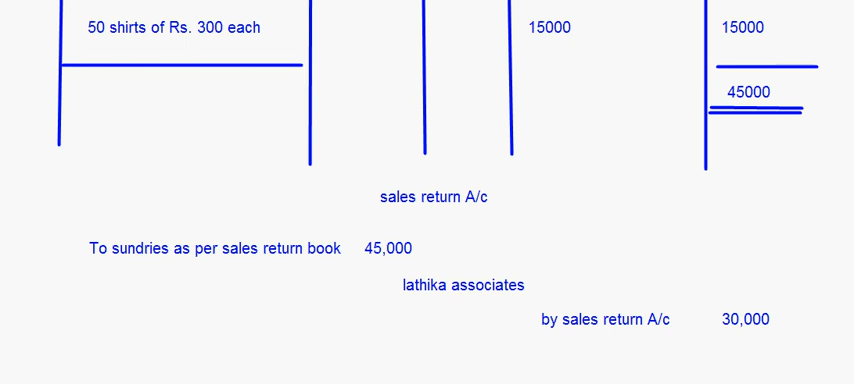 50 shirts of Rs. 300 each 15000 15000
45000
sales return A/c
To sundries as per sales return book 45,000
lathika associates
by sales return A/c 30,000